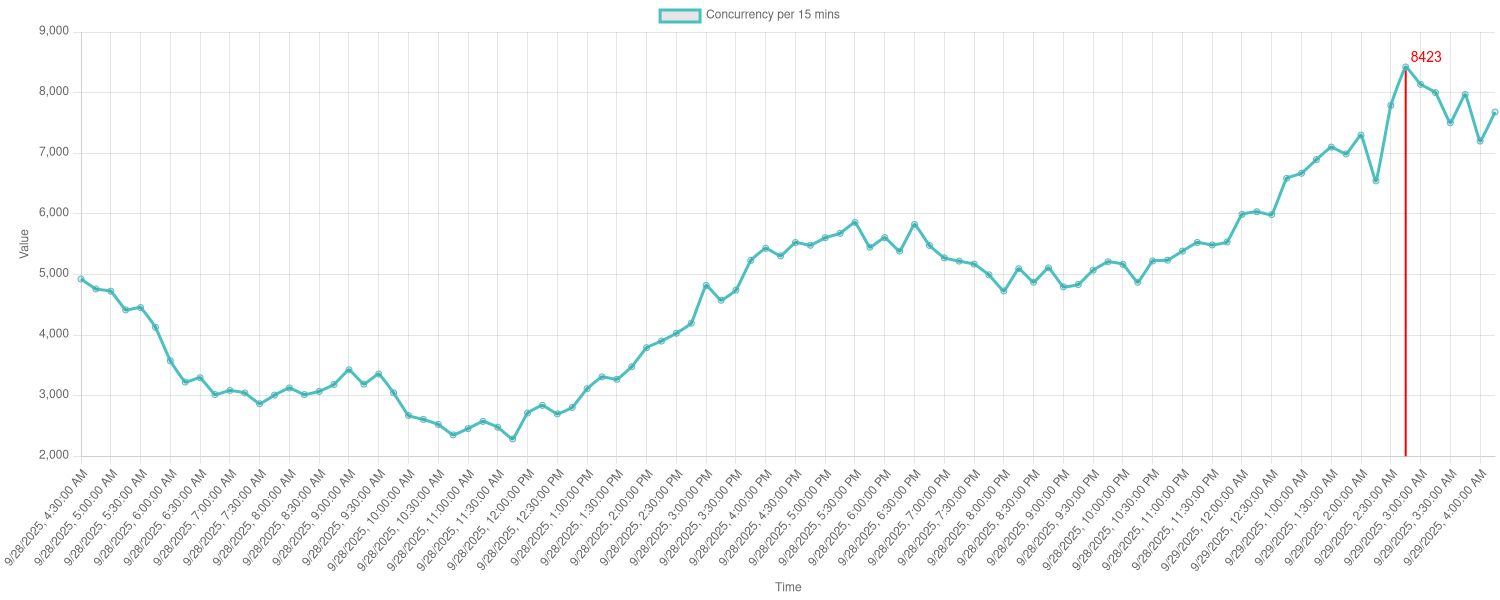 Concurrency per 15 mins
9,000
8,000
7,000
6,000
5,000
4,000
3,000
2,000
Value
8423
9/28/2025, 4:30:00 AM
9/28/2025, 5:00:00 AM
9/28/2025, 5:30:00 AM
9/28/2025, 6:00:00 AM
9/28/2025, 6:30:00 AM
9/28/2025, 7:00:00 AM
9/28/2025, 7:30:00 AM
9/28/2025, 8:00:00 AM
9/28/2025, 8:30:00 AM
9/28/2025, 9:00:00 AM
9/28/2025, 9:30:00 AM
9/28/2025, 10:00:00 AM
9/28/2025, 10:30:00 AM
9/28/2025, 11:00:00 AM
9/28/2025, 11:30:00 AM
9/28/2025, 12:00:00 PM
9/28/2025, 12:30:00 PM
9/28/2025, 1:00:00 PM
9/28/2025, 1:30:00 PM
9/28/2025, 2:00:00 PM
9/28/2025, 2:30:00 PM
9/28/2025, 3:00:00 PM
9/28/2025, 3:30:00 PM
9/28/2025, 4:00:00 PM
9/28/2025, 4:30:00 PM
9/28/2025, 5:00:00 PM
9/28/2025, 5:30:00 PM
9/28/2025, 6:00:00 PM
9/28/2025, 6:30:00 PM
9/28/2025, 7:00:00 PM
9/28/2025, 7:30:00 PM
9/28/2025, 8:00:00 PM
9/28/2025, 8:30:00 PM
9/28/2025, 9:00:00 PM
9/28/2025, 9:30:00 PM
9/28/2025, 10:00:00 PM
9/28/2025, 10:30:00 PM
9/28/2025, 11:00:00 PM
9/28/2025, 11:30:00 PM
9/29/2025, 12:00:00 AM
9/29/2025, 12:30:00 AM
9/29/2025, 1:00:00 AM
9/29/2025, 1:30:00 AM
9/29/2025, 2:00:00 AM
9/29/2025, 2:30:00 AM
9/29/2025, 3:00:00 AM
9/29/2025, 3:30:00 AM
9/29/2025, 4:00:00 AM
Time